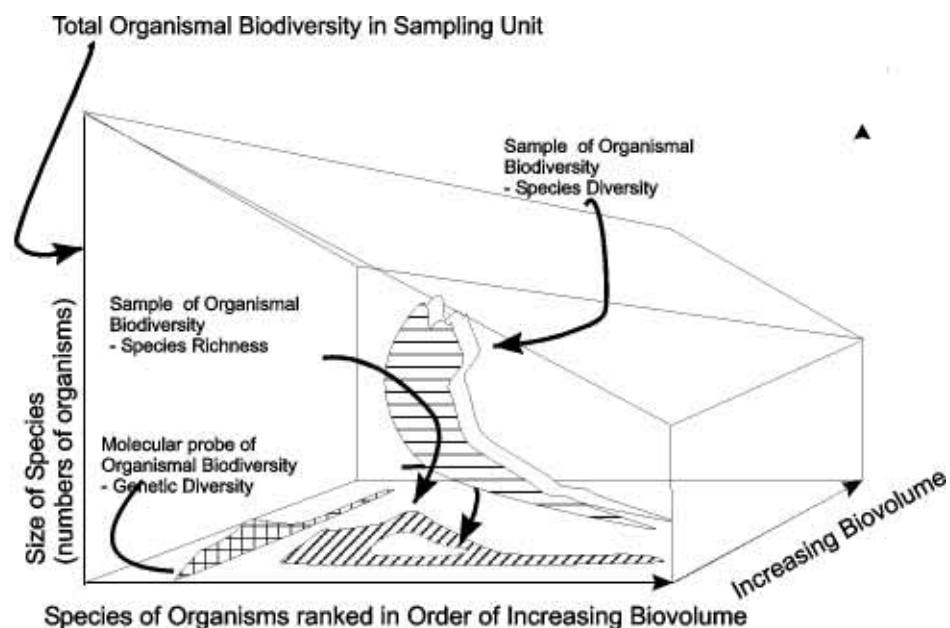 Total Organismal Biodiversity in Sampling Unit
Sample of Organismal
Biodiversity
- Species Diversity
Sample of Organismal
Biodiversity
- Species Richness
Molecular probe of
Organismal Biodiversity
- Genetic Diversity
Size of Species
(numbers of organisms)
Increasing Biovolume
Species of Organisms ranked in Order of Increasing Biovolume